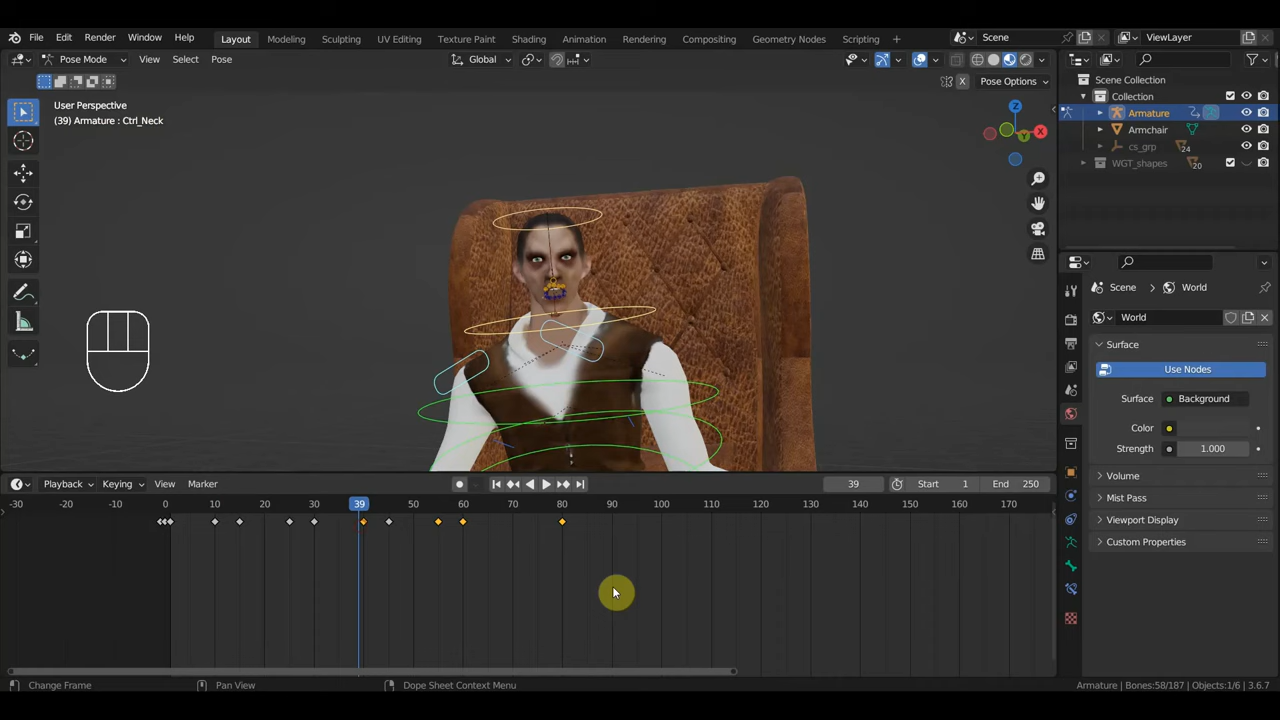 File Edit Render Window Help Layout Modeling Sculpting UV Editing Texture Paint Shading Animation Rendering Compositing Geometry Nodes Scripting + Scene ViewLayer
Pose Mode View Select Pose Global
X Pose Options
Scene Collection
Collection
Armature
Armchair
cs_grp 24
WGT_shapes 20
User Perspective
(39) Armature : Ctrl_Neck
Z
X
Y
Scene World
World
Surface
Use Nodes
Surface Background
Color
Strength 1.000
Volume
Mist Pass
Viewport Display
Custom Properties
Playback Keying View Marker 39 Start 1 End 250
-30 -20 -10 0 10 20 30 39 50 60 70 80 90 100 110 120 130 140 150 160 170
Change Frame Pan View Dope Sheet Context Menu Armature | Bones:58/187 | Objects:1/6 | 3.6.7